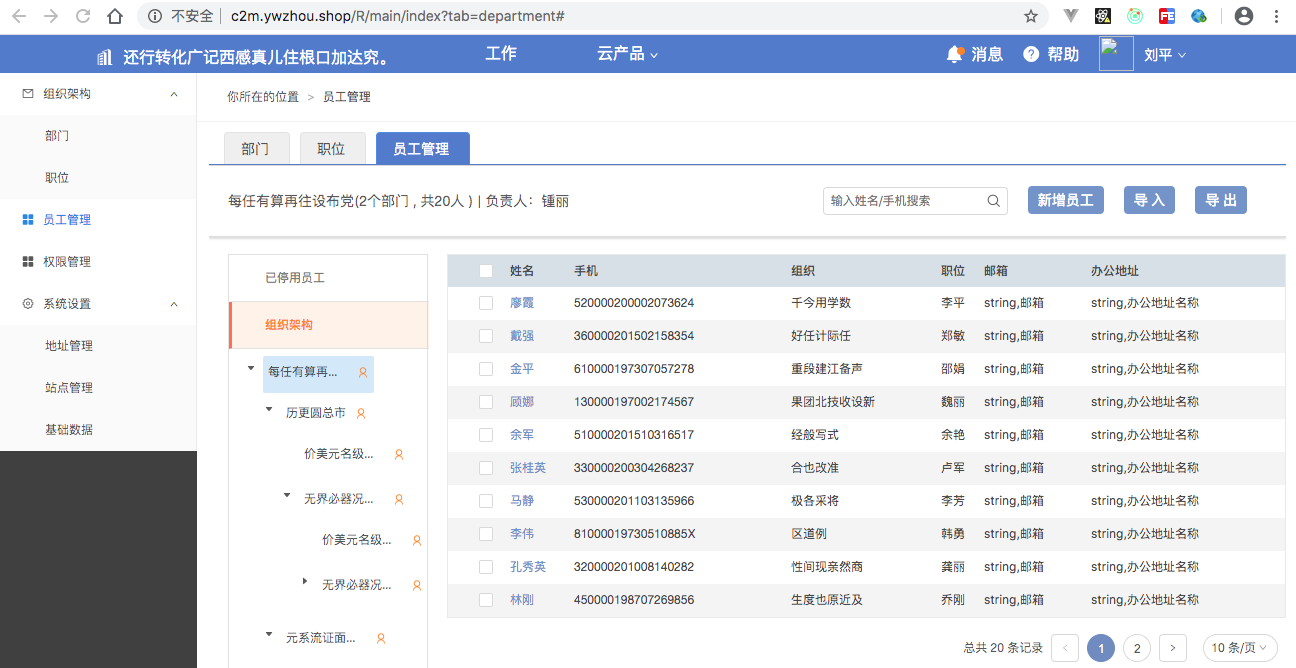 不安全 | c2m.ywzhou.shop/R/main/index?tab=department#
还行转化广记西感真儿住根口加达究。 工作 云产品 消息 帮助 刘平
组织架构
部门
职位
员工管理
权限管理
系统设置
地址管理
站点管理
基础数据
你所在的位置 > 员工管理
部门 职位 员工管理
每任有算再往设布党(2个部门 , 共20人 ) | 负责人：锺丽
输入姓名/手机搜索 新增员工 导 入 导 出
已停用员工
组织架构
每任有算再...
历更圆总市
价美元名级...
无界必器况...
价美元名级...
无界必器况...
元系流证面...
姓名 手机 组织 职位 邮箱 办公地址
廖霞 520000200002073624 千今用学数 李平 string,邮箱 string,办公地址名称
戴强 360000201502158354 好任计际任 郑敏 string,邮箱 string,办公地址名称
金平 610000197307057278 重段建江备声 邵娟 string,邮箱 string,办公地址名称
顾娜 130000197002174567 果团北技收设新 魏丽 string,邮箱 string,办公地址名称
余军 510000201510316517 经般写式 余艳 string,邮箱 string,办公地址名称
张桂英 330000200304268237 合也改准 卢军 string,邮箱 string,办公地址名称
马静 530000201103135966 极各采将 李芳 string,邮箱 string,办公地址名称
李伟 81000019730510885X 区道例 韩勇 string,邮箱 string,办公地址名称
孔秀英 320000201008140282 性间现亲然商 龚丽 string,邮箱 string,办公地址名称
林刚 450000198707269856 生度也原近及 乔刚 string,邮箱 string,办公地址名称
总共 20 条记录 < 1 2 > 10 条/页